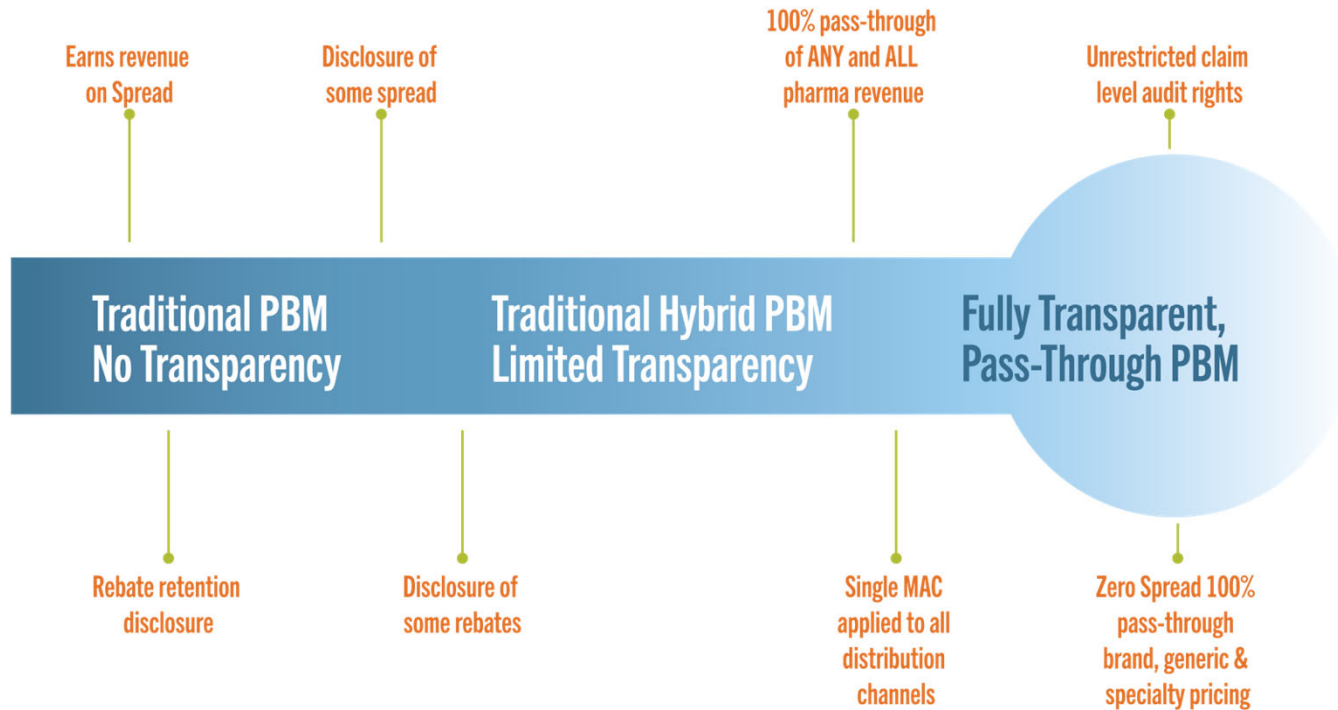 Earns revenue
on Spread
Disclosure of
some spread
100% pass-through
of ANY and ALL
pharma revenue
Unrestricted claim
level audit rights
Traditional PBM
No Transparency
Traditional Hybrid PBM
Limited Transparency
Fully Transparent,
Pass-Through PBM
Rebate retention
disclosure
Disclosure of
some rebates
Single MAC
applied to all
distribution
channels
Zero Spread 100%
pass-through
brand, generic &
specialty pricing